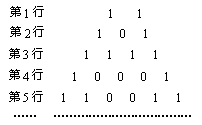 第1行 1 1
第2行 1 0 1
第3行 1 1 1 1
第4行 1 0 0 0 1
第5行 1 1 0 0 1 1
…… ………………………………